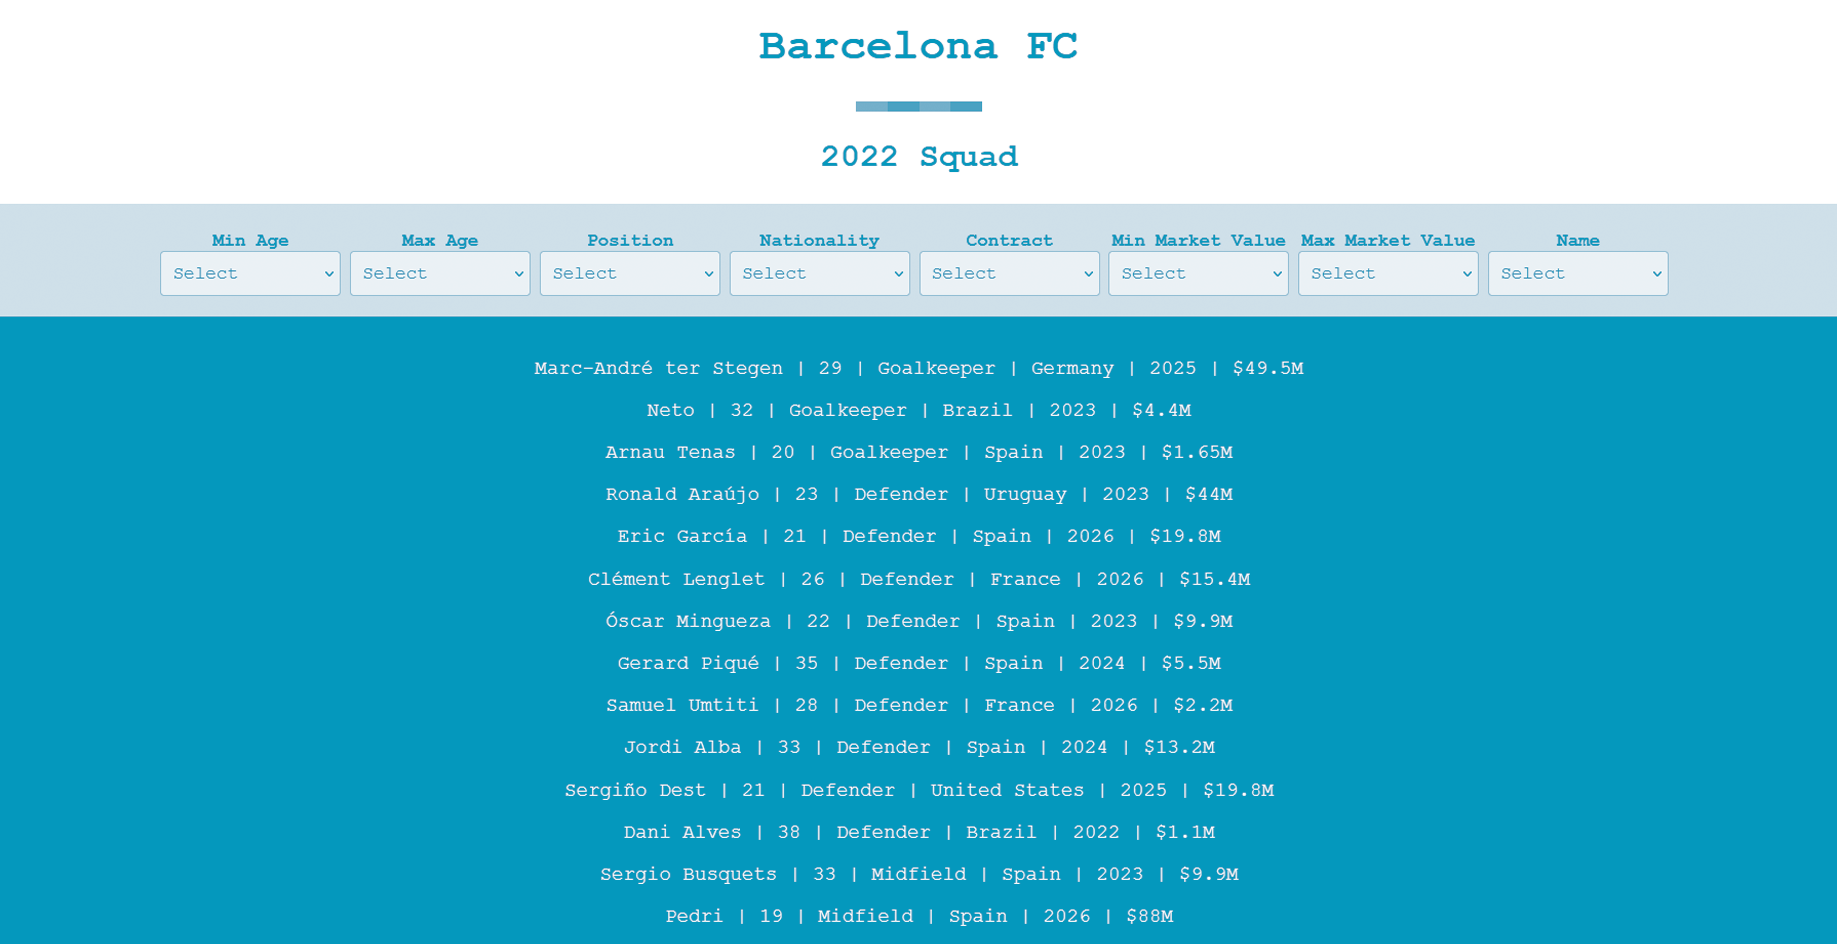 Barcelona FC
2022 Squad
Min Age Max Age Position Nationality Contract Min Market Value Max Market Value Name
Select Select Select Select Select Select Select Select
Marc-André ter Stegen | 29 | Goalkeeper | Germany | 2025 | $49.5M
Neto | 32 | Goalkeeper | Brazil | 2023 | $4.4M
Arnau Tenas | 20 | Goalkeeper | Spain | 2023 | $1.65M
Ronald Araújo | 23 | Defender | Uruguay | 2023 | $44M
Eric García | 21 | Defender | Spain | 2026 | $19.8M
Clément Lenglet | 26 | Defender | France | 2026 | $15.4M
Óscar Mingueza | 22 | Defender | Spain | 2023 | $9.9M
Gerard Piqué | 35 | Defender | Spain | 2024 | $5.5M
Samuel Umtiti | 28 | Defender | France | 2026 | $2.2M
Jordi Alba | 33 | Defender | Spain | 2024 | $13.2M
Sergiño Dest | 21 | Defender | United States | 2025 | $19.8M
Dani Alves | 38 | Defender | Brazil | 2022 | $1.1M
Sergio Busquets | 33 | Midfield | Spain | 2023 | $9.9M
Pedri | 19 | Midfield | Spain | 2026 | $88M